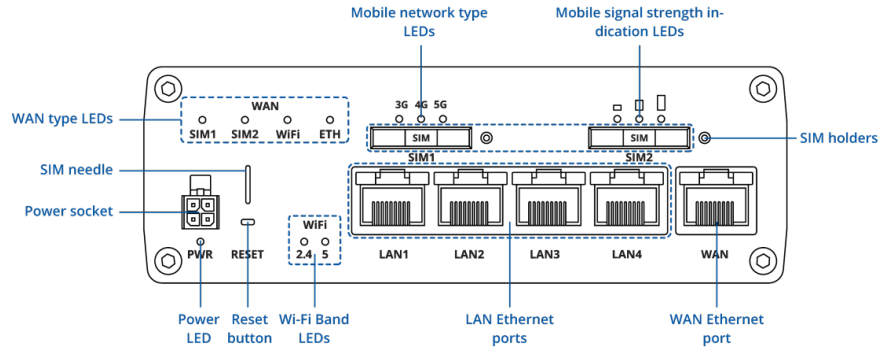 Mobile network type
LEDs
Mobile signal strength in-
dication LEDs
WAN type LEDs
WAN
SIM1 SIM2 WiFi ETH
3G 4G 5G
SIM
SIM
SIM1
SIM2
SIM holders
SIM needle
Power socket
PWR
RESET
WiFi
2.4 5
LAN1 LAN2 LAN3 LAN4 WAN
Power
LED
Reset
button
Wi-Fi Band
LEDs
LAN Ethernet
ports
WAN Ethernet
port